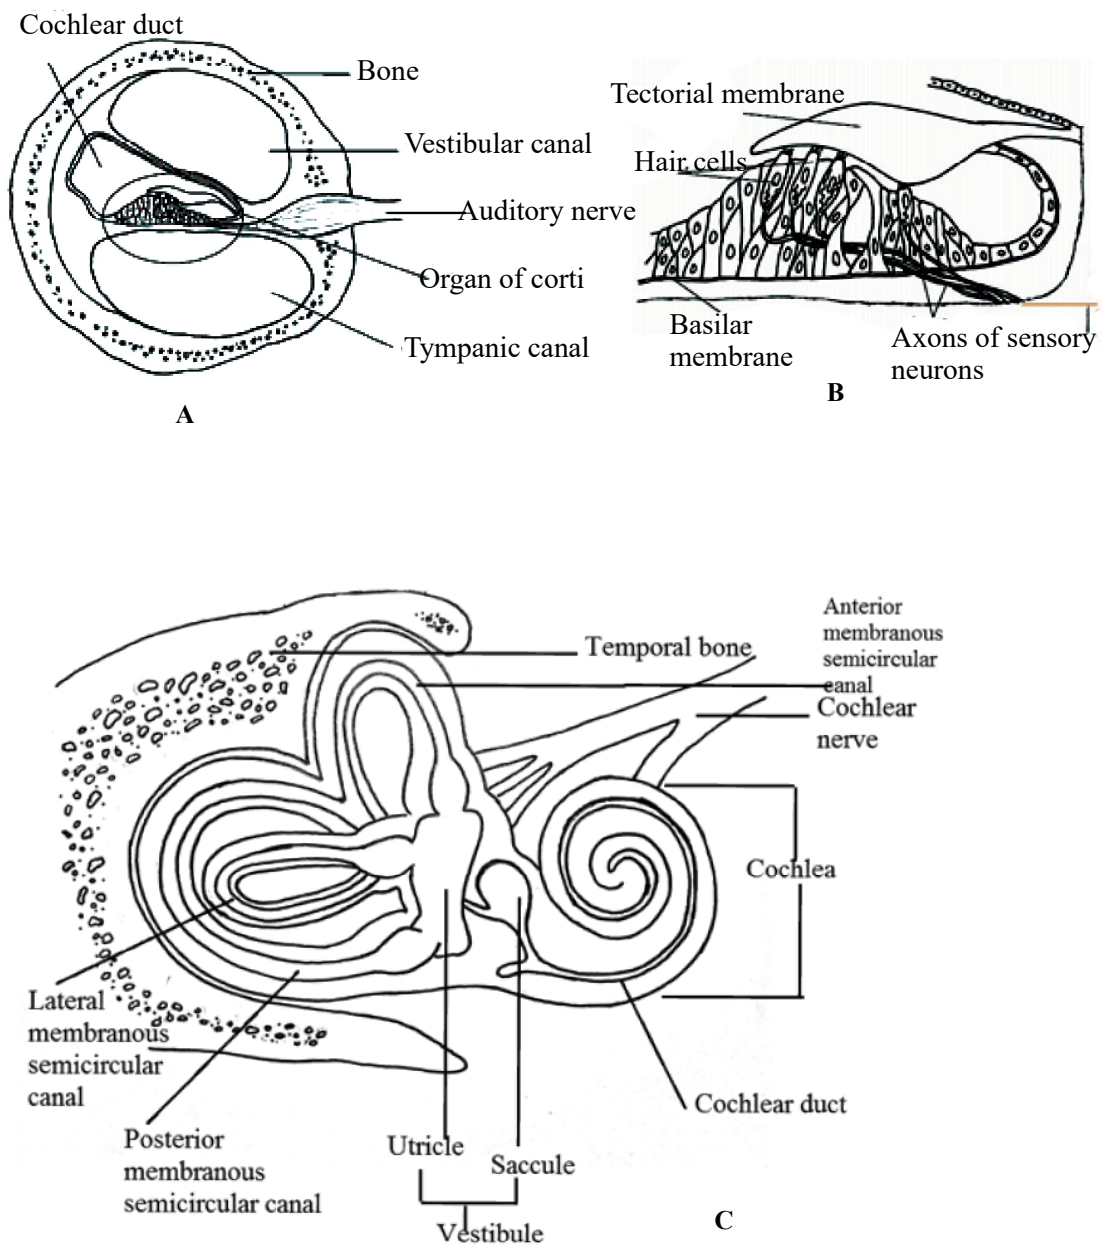 Cochlear duct
Bone
Vestibular canal
Auditory nerve
Organ of corti
Tympanic canal
A
Tectorial membrane
Hair cells
Basilar
membrane
Axons of sensory
neurons
B
Anterior
membranous
semicircular
canal
Temporal bone
Cochlear
nerve
Cochlea
Lateral
membranous
semicircular
canal
Posterior
membranous
semicircular canal
Utricle
Saccule
Vestibule
Cochlear duct
C